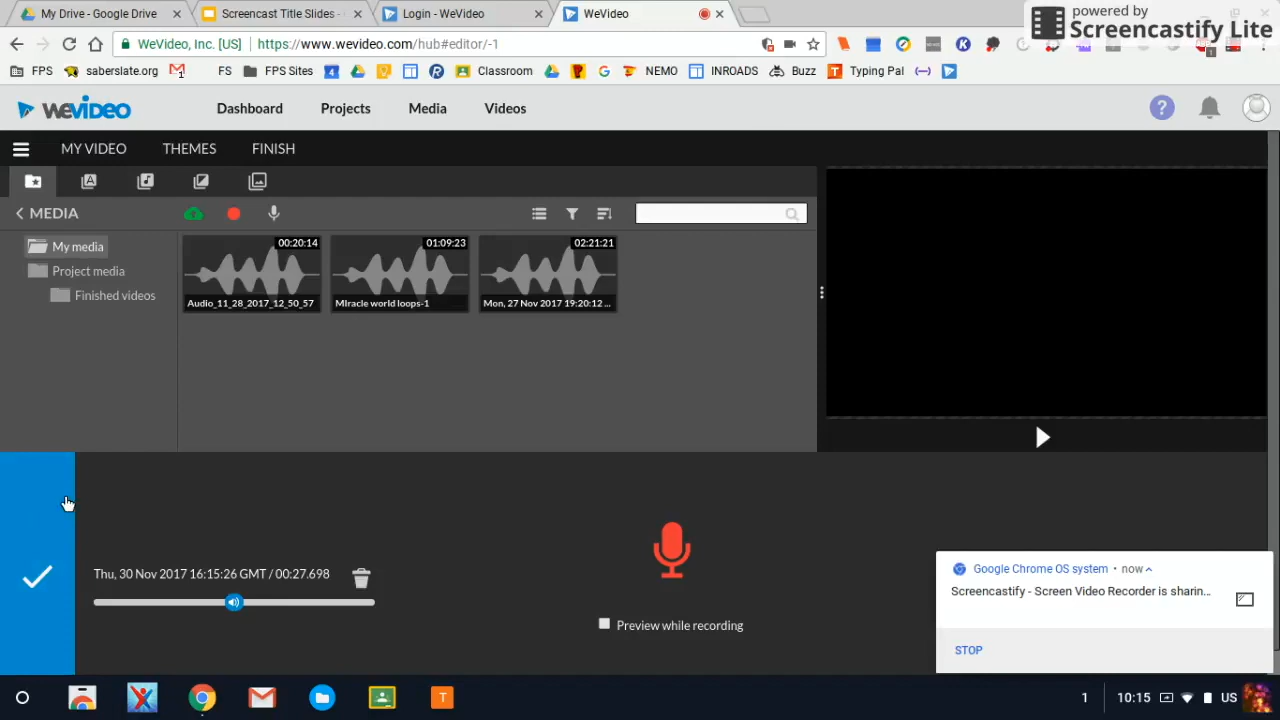 My Drive - Google Drive
Screencast Title Slides -
Login - WeVideo
WeVideo
powered by
Screencastify Lite
WeVideo, Inc. [US]
https://www.wevideo.com/hub#editor/-1
FPS
saberslate.org
FS
FPS Sites
Classroom
NEMO
INROADS
Buzz
Typing Pal
WEVIDEO
Dashboard
Projects
Media
Videos
MY VIDEO
THEMES
FINISH
MEDIA
My media
Project media
Finished videos
00:20:14
Audio_11_28_2017_12_50_57
01:09:23
MIracle world loops-1
02:21:21
Mon, 27 Nov 2017 19:20:12 ...
Thu, 30 Nov 2017 16:15:26 GMT / 00:27.698
Preview while recording
Google Chrome OS system • now
Screencastify - Screen Video Recorder is sharin...
STOP
1
10:15
US